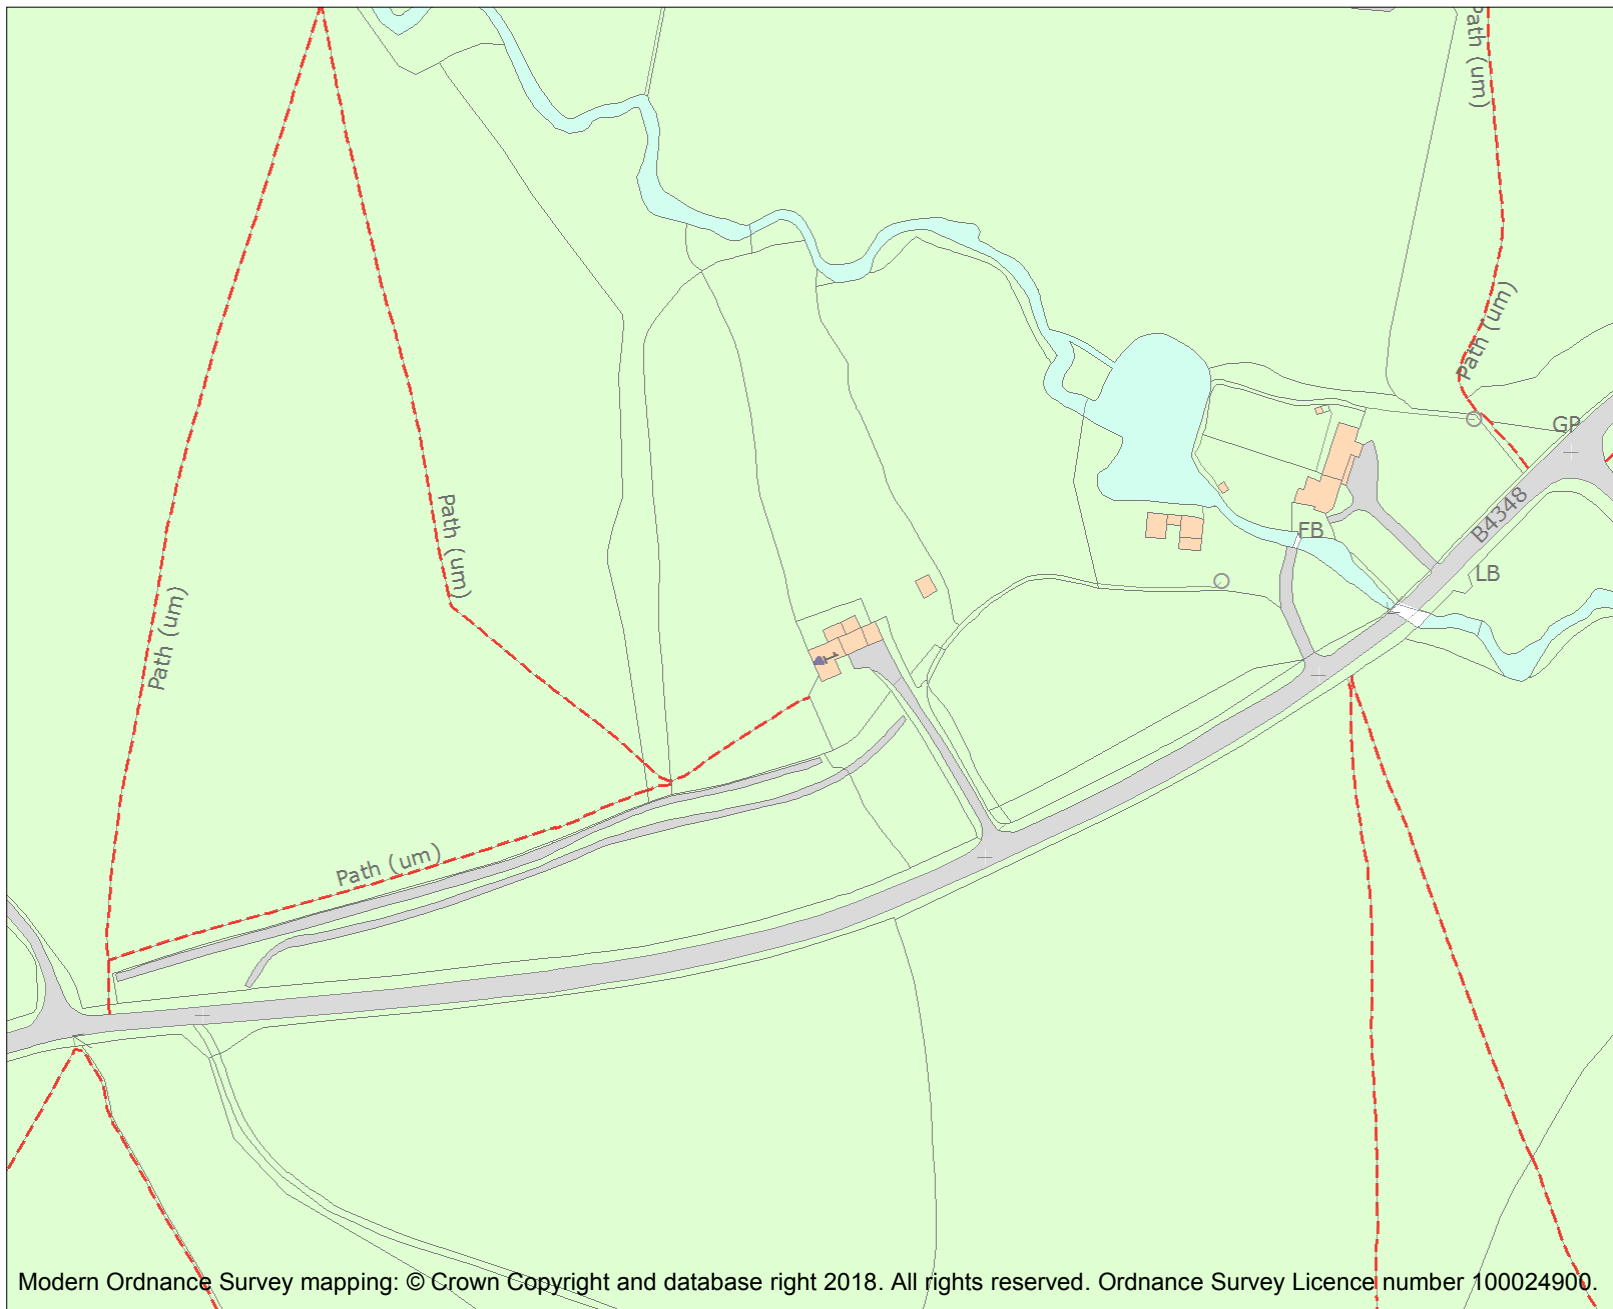 Path (um)
Path (um)
GP
B4348
Path (um)
FB
LB
Path (um)
1
Path (um)
Modern Ordnance Survey mapping: © Crown Copyright and database right 2018. All rights reserved. Ordnance Survey Licence number 100024900.